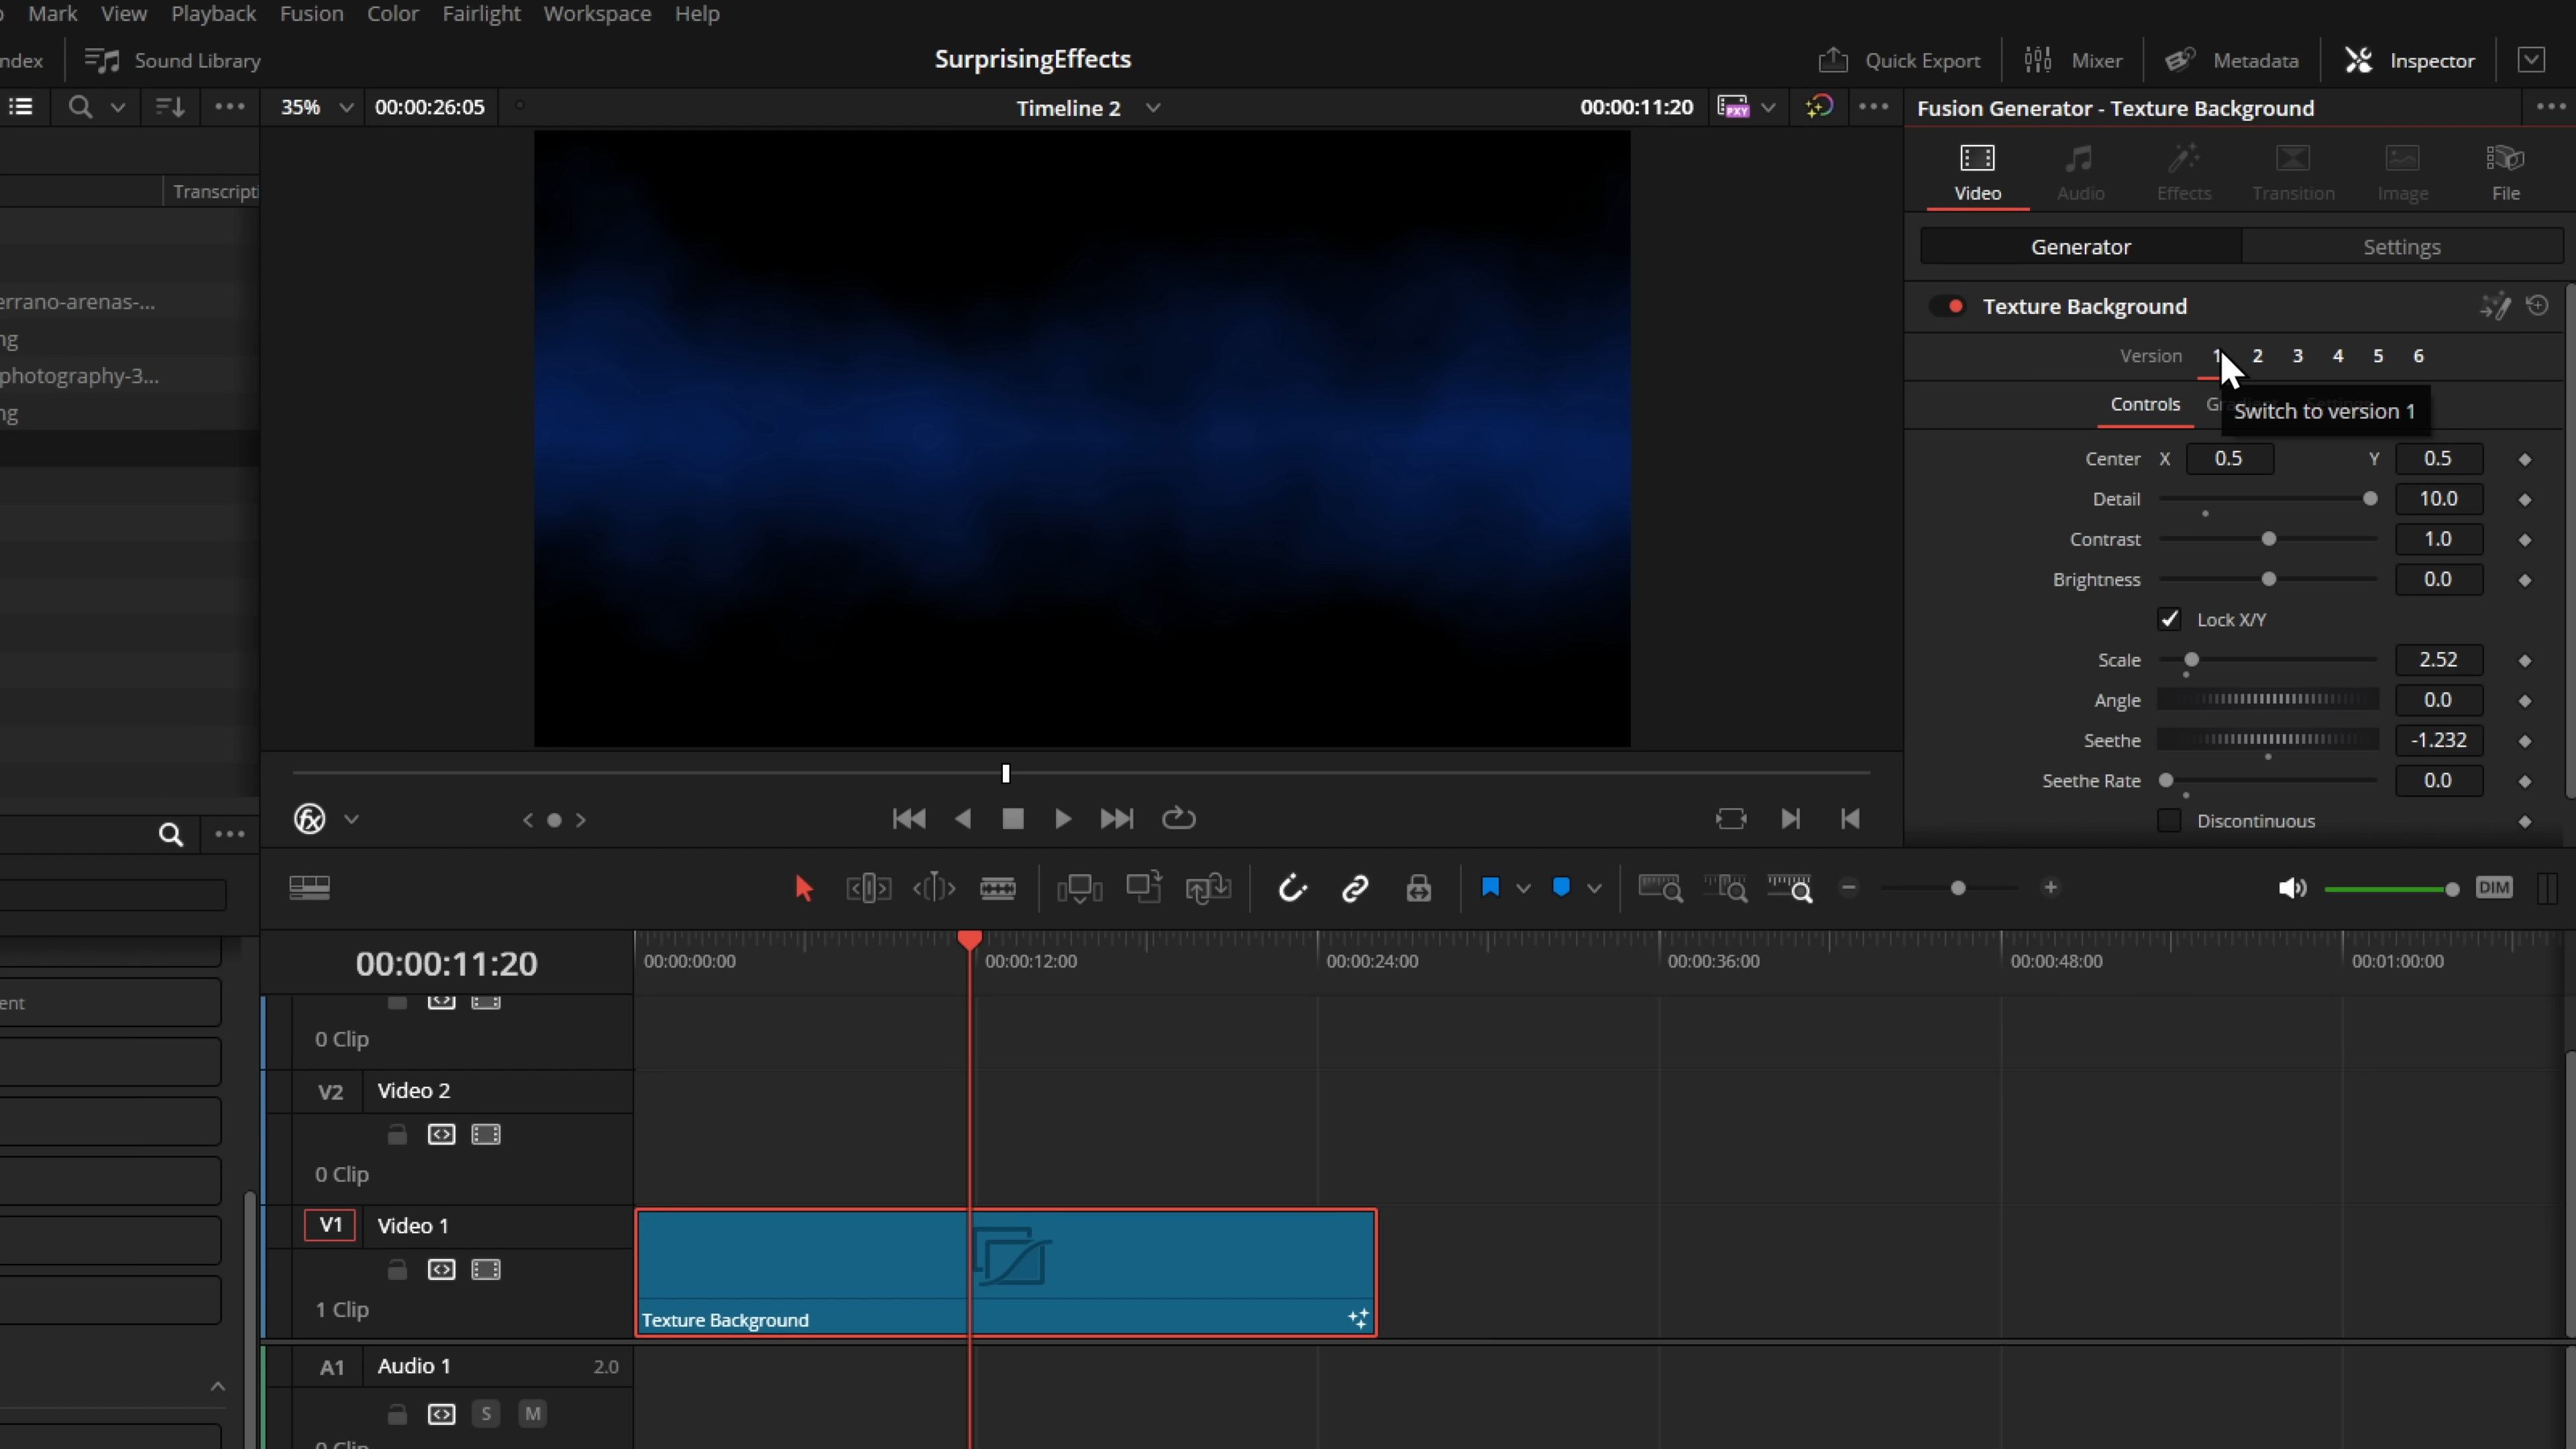 Mark View Playback Fusion Color Fairlight Workspace Help
ndex Sound Library SurprisingEffects Quick Export Mixer Metadata Inspector
35% 00:00:26:05 Timeline 2 00:00:11:20 PXY Fusion Generator - Texture Background
Video Audio Effects Transition Image File
Transcripti
Generator Settings
errano-arenas-...
Texture Background
ng
Version 1 2 3 4 5 6
photography-3...
Controls
Switch to version 1
ng
Center X 0.5 Y 0.5
Detail 10.0
Contrast 1.0
Brightness 0.0
Lock X/Y
Scale 2.52
Angle 0.0
Seethe -1.232
Seethe Rate 0.0
Discontinuous
fx
DIM
00:00:11:20
00:00:00:00 00:00:12:00 00:00:24:00 00:00:36:00 00:00:48:00 00:01:00:00
ent
0 Clip
V2 Video 2
0 Clip
V1 Video 1
1 Clip
Texture Background
A1 Audio 1 2.0
S M